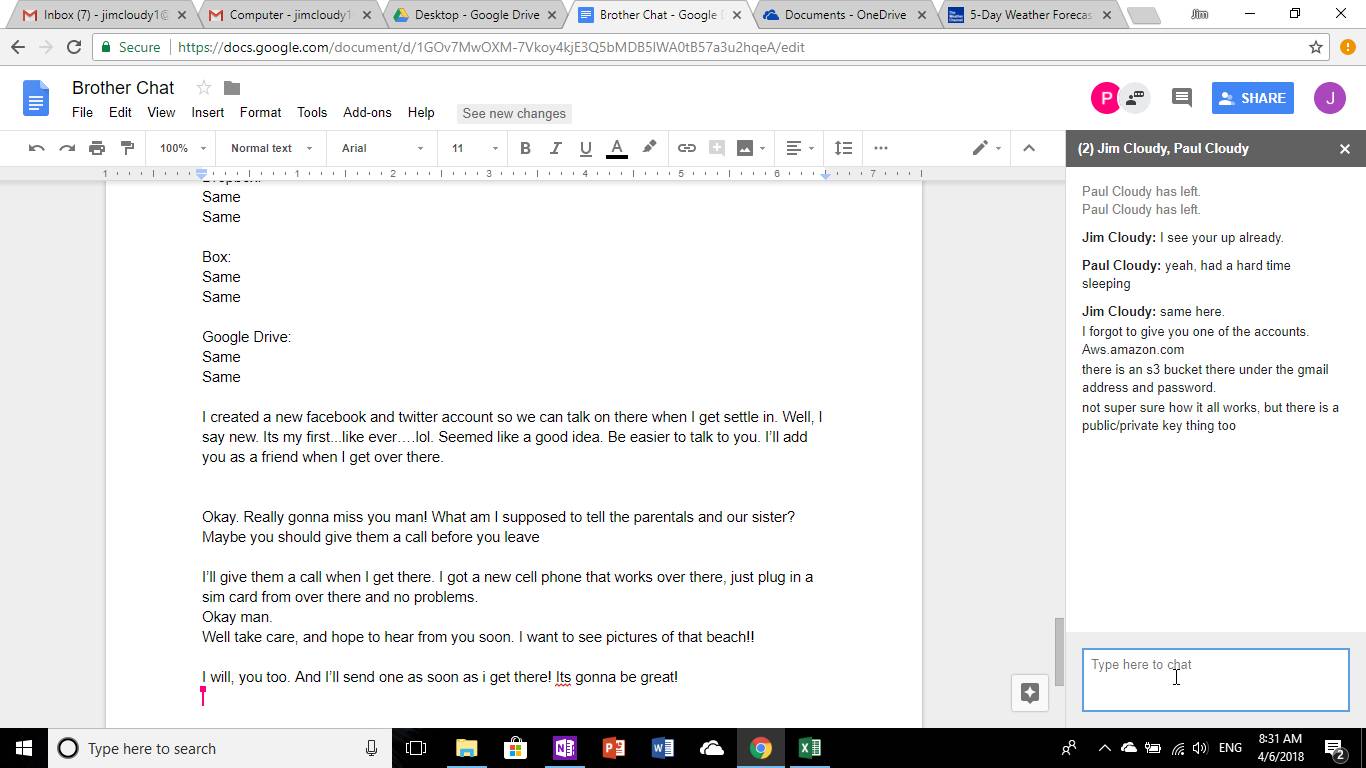 Inbox (7) - jimcloudy1@
Computer - jimcloudy1
Desktop - Google Drive
Brother Chat - Google
Documents - OneDrive
5-Day Weather Forecas
Jim
Secure
https://docs.google.com/document/d/1GOv7MwOXM-7Vkoy4kjE3Q5bMDB5lWA0tB57a3u2hqeA/edit
Brother Chat
File Edit View Insert Format Tools Add-ons Help See new changes
P
SHARE
J
100% Normal text Arial 11 B I U A
(2) Jim Cloudy, Paul Cloudy
1 1 2 3 4 5 6 7
Same
Same
Box:
Same
Same
Google Drive:
Same
Same
I created a new facebook and twitter account so we can talk on there when I get settle in. Well, I
say new. Its my first...like ever….lol. Seemed like a good idea. Be easier to talk to you. I’ll add
you as a friend when I get over there.
Okay. Really gonna miss you man! What am I supposed to tell the parentals and our sister?
Maybe you should give them a call before you leave
I’ll give them a call when I get there. I got a new cell phone that works over there, just plug in a
sim card from over there and no problems.
Okay man.
Well take care, and hope to hear from you soon. I want to see pictures of that beach!!
I will, you too. And I’ll send one as soon as i get there! Its gonna be great!
Paul Cloudy has left.
Paul Cloudy has left.
Jim Cloudy: I see your up already.
Paul Cloudy: yeah, had a hard time
sleeping
Jim Cloudy: same here.
I forgot to give you one of the accounts.
Aws.amazon.com
there is an s3 bucket there under the gmail
address and password.
not super sure how it all works, but there is a
public/private key thing too
Type here to chat
Type here to search
ENG
8:31 AM
4/6/2018
2